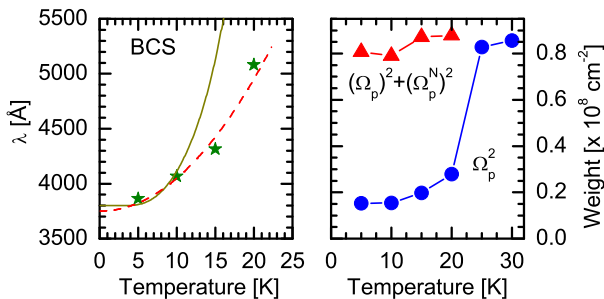 BCS
5500
5000
4500
4000
3500
λ [Å]
0 5 10 15 20 25
Temperature [K]
(Ωp)²+(Ωp^N)²
Ωp²
0 10 20 30
Temperature [K]
0.8
0.6
0.4
0.2
0.0
Weight [x 10⁸ cm⁻²]